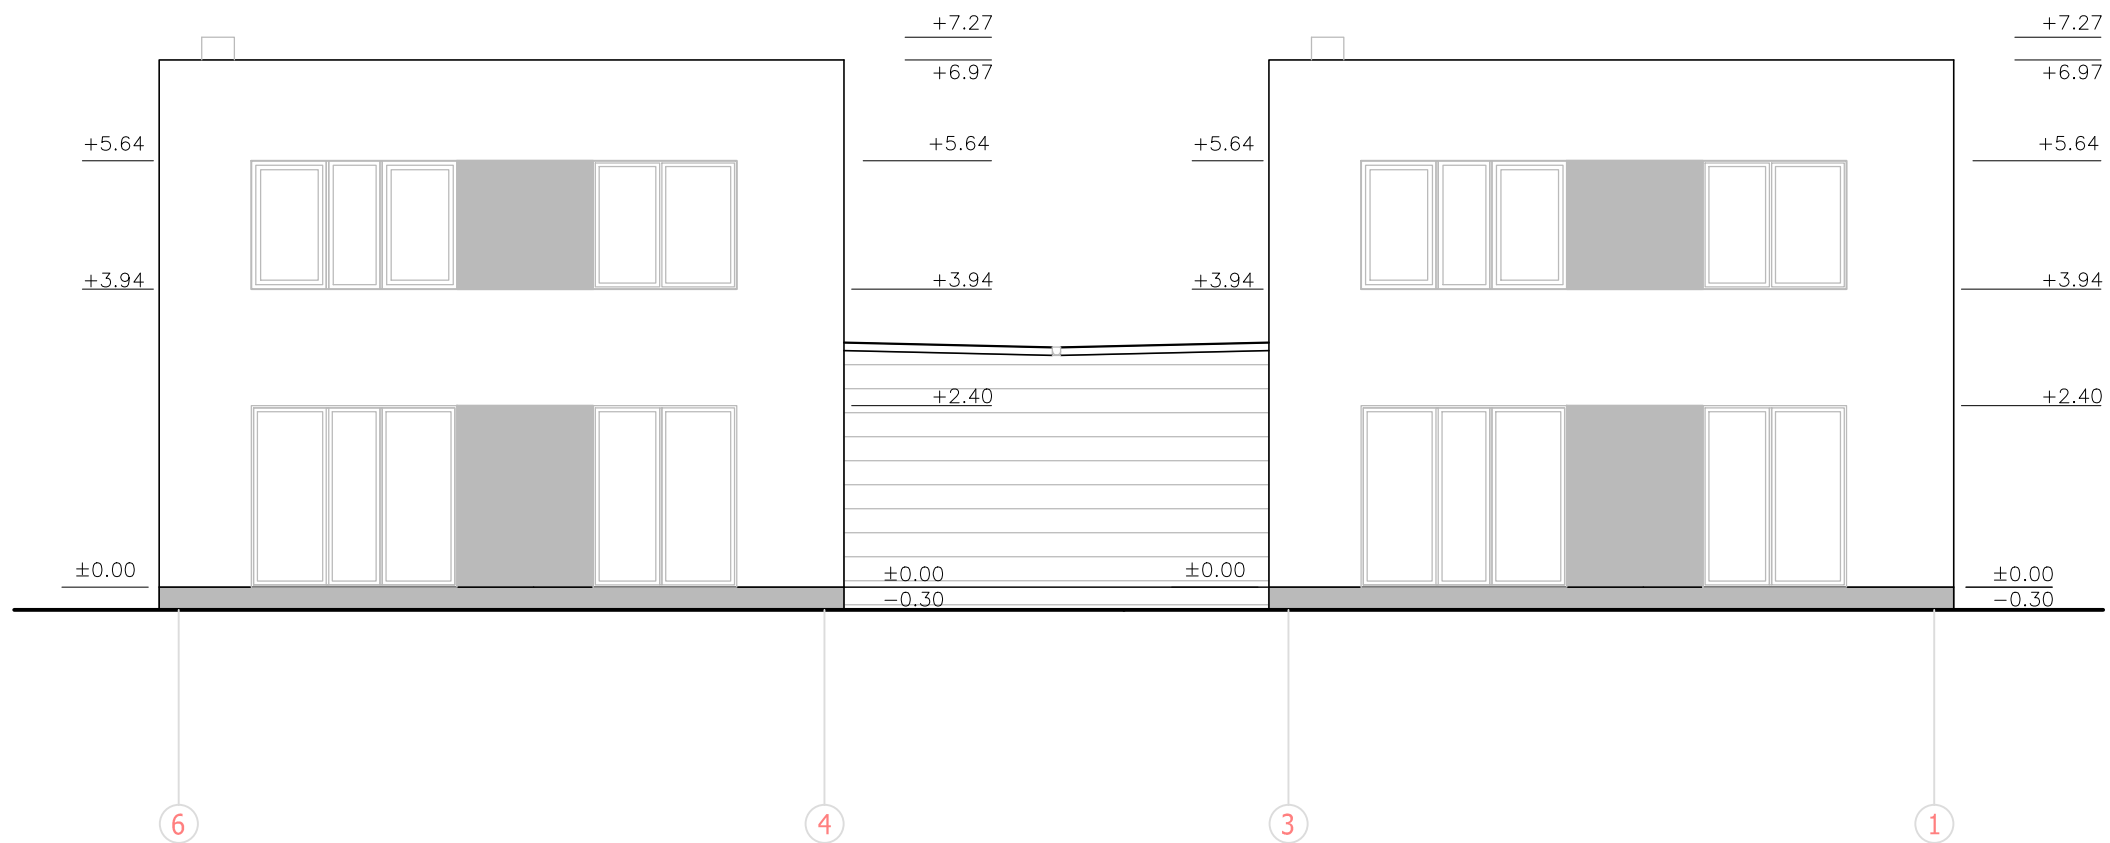 +7.27 +7.27
+6.97 +6.97
+5.64 +5.64 +5.64 +5.64
+3.94 +3.94 +3.94 +3.94
+2.40 +2.40
±0.00 ±0.00 ±0.00 ±0.00
−0.30 −0.30
6 4 3 1